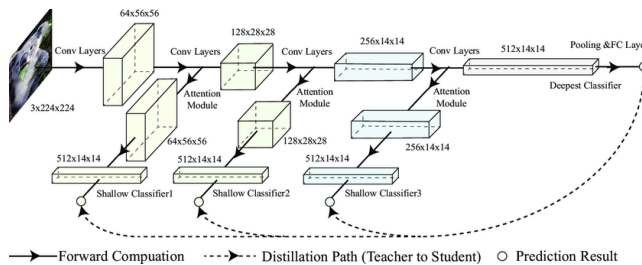 64x56x56
128x28x28
256x14x14
512x14x14
Pooling &FC Layer
Conv Layers
Conv Layers
Conv Layers
Conv Layers
Deepest Classifier
3x224x224
Attention
Module
Attention
Module
Attention
Module
64x56x56
128x28x28
256x14x14
512x14x14
512x14x14
512x14x14
Shallow Classifier1
Shallow Classifier2
Shallow Classifier3
Forward Compuation
Distillation Path (Teacher to Student)
Prediction Result